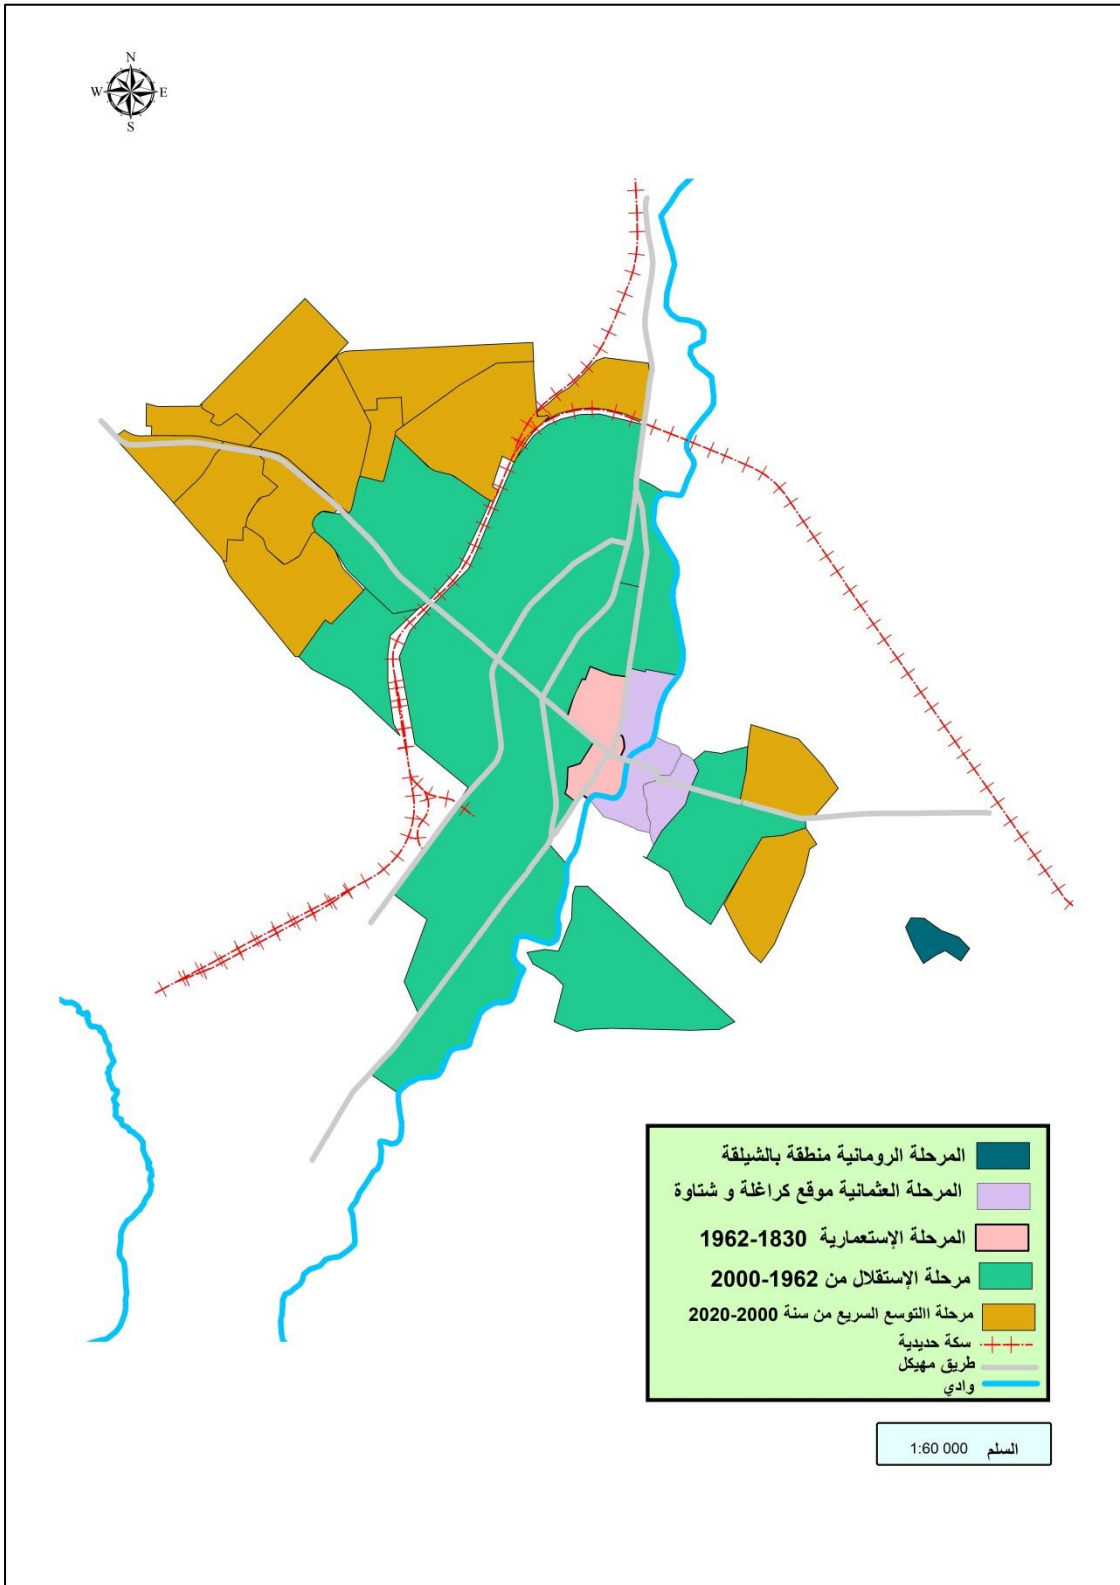 N
W E
S
المرحلة الرومانية منطقة بالشيلقة
المرحلة العثمانية موقع كراغلة و شتاوة
المرحلة الإستعمارية 1830-1962
مرحلة الإستقلال من 1962-2000
مرحلة االتوسع السريع من سنة 2000-2020
سكة حديدية
طريق مهيكل
وادي
السلم 1:60 000